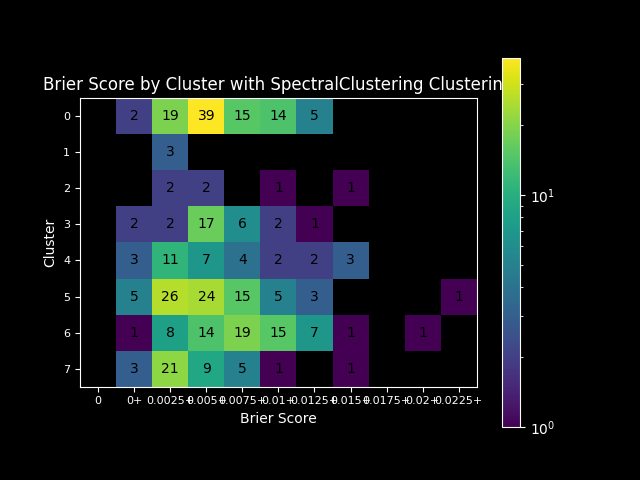 Brier Score by Cluster with SpectralClustering Clusterin
0 2 19 39 15 14 5
1 3
2 2 2 1 1
3 2 2 17 6 2 1
4 3 11 7 4 2 2 3
5 5 26 24 15 5 3 1
6 1 8 14 19 15 7 1 1
7 3 21 9 5 1 1
Cluster
0 0+ 0.0025+ 0.005+ 0.0075+ 0.01+ 0.0125+ 0.015+ 0.0175+ 0.02+ 0.0225+
Brier Score
10¹
10⁰